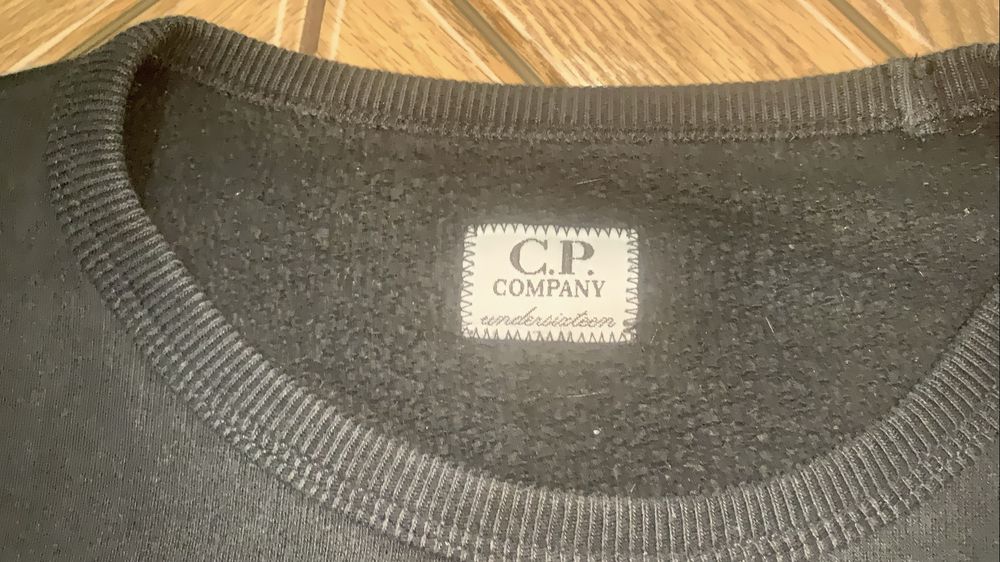 C.P.
COMPANY
undersixteen